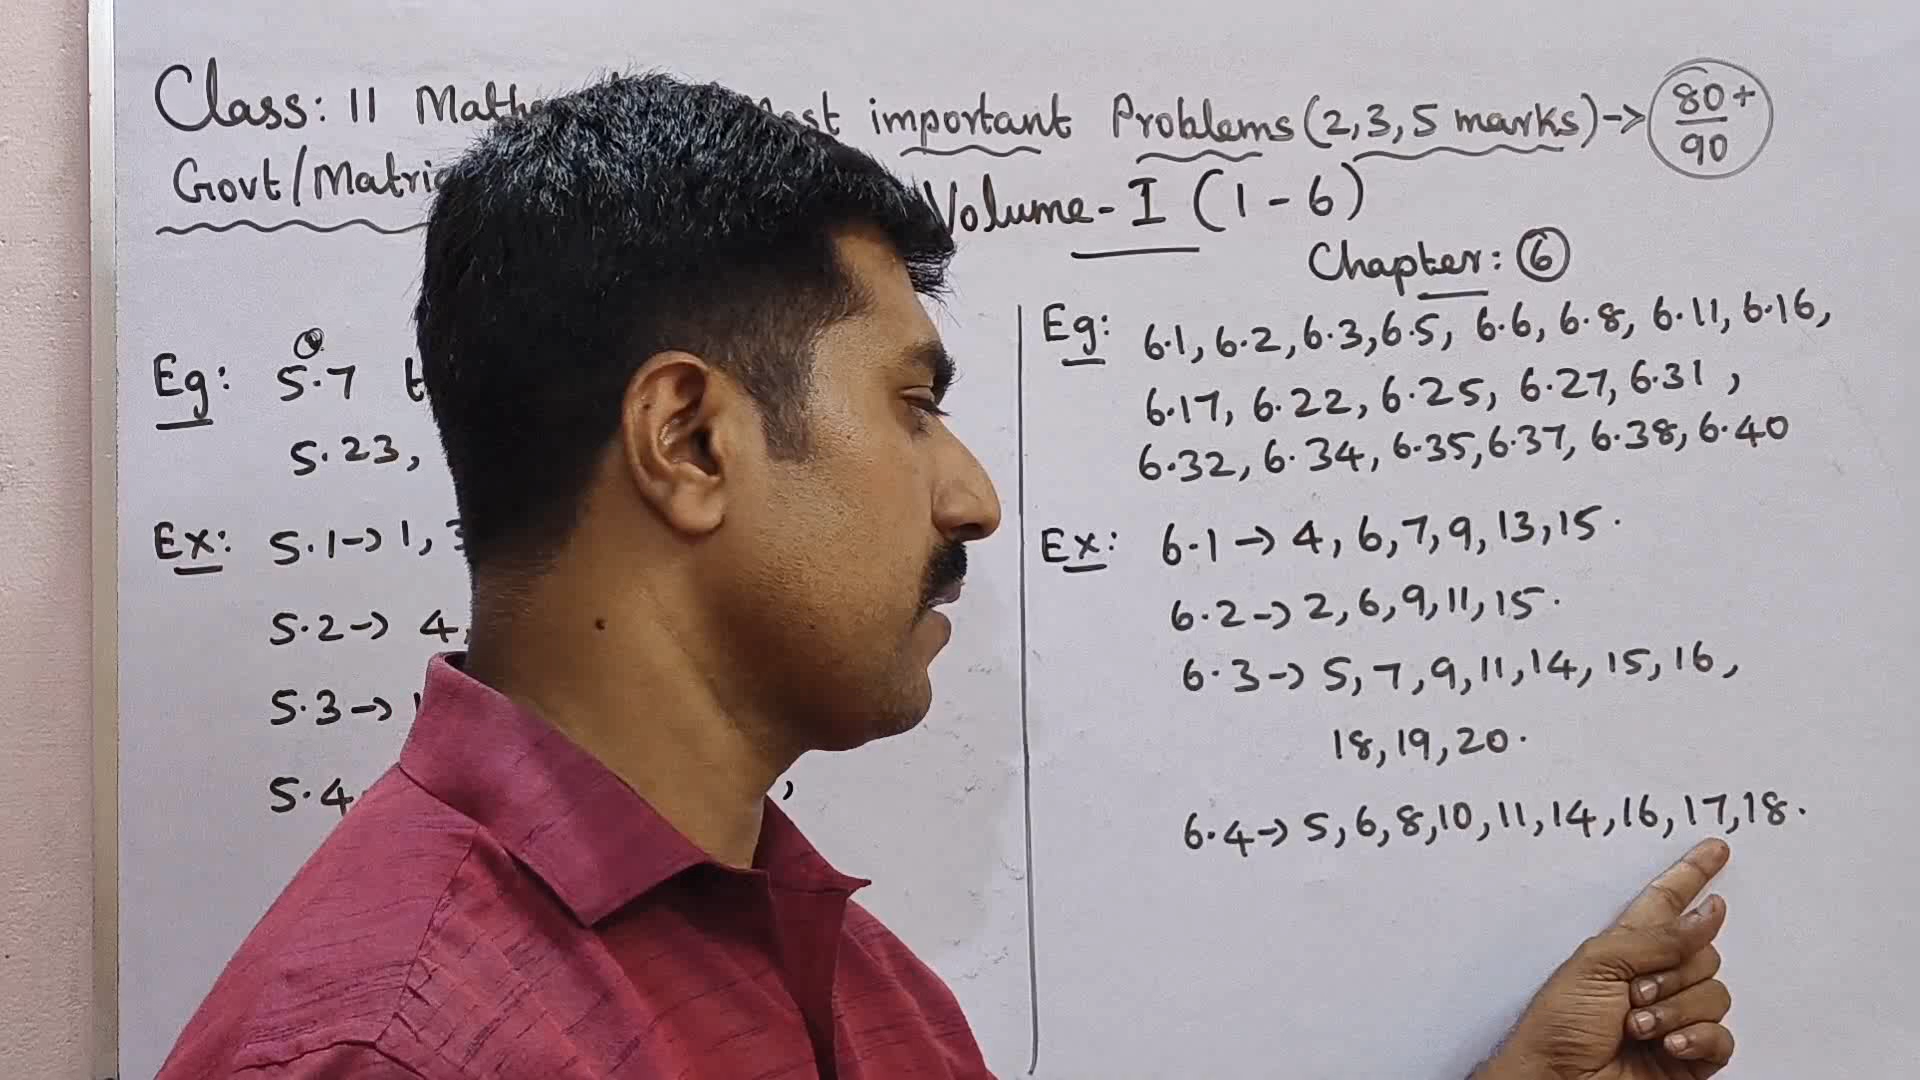 Class: 11 important Problems (2, 3, 5 marks) -> 80+/90
Govt/ Volume - I (1 - 6)
Eg: 5.7
5.23,
Ex: 5.1 -> 1,
5.2 -> 4,
5.3 ->
5.4
Chapter: 6
Eg: 6.1, 6.2, 6.3, 6.5, 6.6, 6.8, 6.11, 6.16,
6.17, 6.22, 6.25, 6.27, 6.31,
6.32, 6.34, 6.35, 6.37, 6.38, 6.40
Ex: 6.1 -> 4, 6, 7, 9, 13, 15.
6.2 -> 2, 6, 9, 11, 15.
6.3 -> 5, 7, 9, 11, 14, 15, 16,
18, 19, 20.
6.4 -> 5, 6, 8, 10, 11, 14, 16, 17, 18.